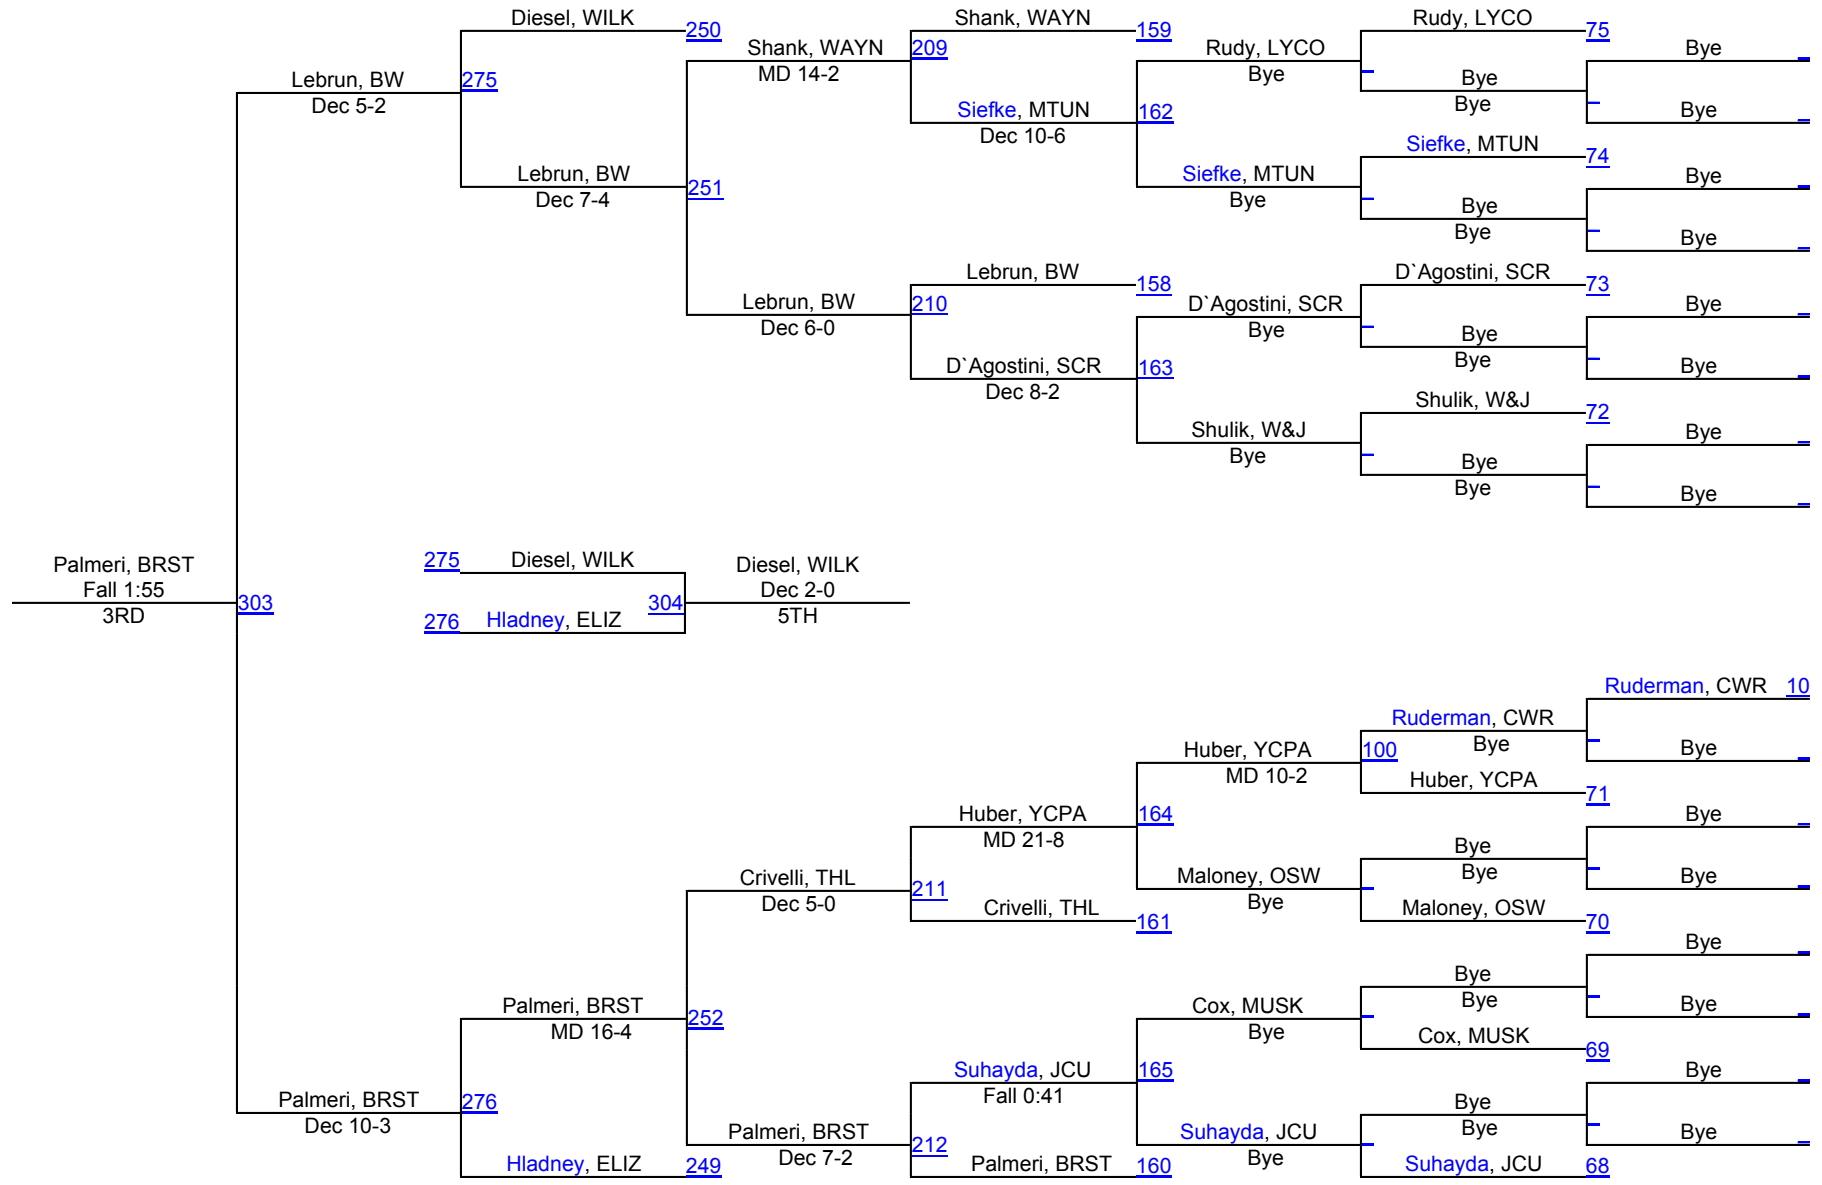 Diesel, WILK
250
Shank, WAYN
159
Rudy, LYCO
75
Shank, WAYN
209
MD 14-2
Rudy, LYCO
Bye
Bye
Lebrun, BW
275
Dec 5-2
Siefke, MTUN
162
Dec 10-6
Bye
Bye
Bye
Siefke, MTUN
74
Lebrun, BW
251
Dec 7-4
Siefke, MTUN
Bye
Bye
Bye
Bye
Bye
Lebrun, BW
158
D`Agostini, SCR
73
Lebrun, BW
210
Dec 6-0
D`Agostini, SCR
Bye
Bye
Bye
Bye
D`Agostini, SCR
163
Dec 8-2
Bye
Shulik, W&J
72
Shulik, W&J
Bye
Bye
Bye
Bye
Bye
Palmeri, BRST
Fall 1:55
303
3RD
275
Diesel, WILK
Diesel, WILK
Dec 2-0
304
276
Hladney, ELIZ
5TH
Ruderman, CWR
10
Ruderman, CWR
Bye
Huber, YCPA
100
MD 10-2
Bye
Huber, YCPA
71
Huber, YCPA
164
MD 21-8
Bye
Bye
Bye
Crivelli, THL
211
Dec 5-0
Maloney, OSW
Bye
Bye
Crivelli, THL
161
Maloney, OSW
70
Bye
Palmeri, BRST
252
MD 16-4
Cox, MUSK
Bye
Bye
Bye
Bye
Cox, MUSK
69
Suhayda, JCU
165
Fall 0:41
Bye
Palmeri, BRST
276
Dec 10-3
Bye
Bye
Palmeri, BRST
212
Dec 7-2
Suhayda, JCU
Bye
Bye
Hladney, ELIZ
249
Palmeri, BRST
160
Suhayda, JCU
68